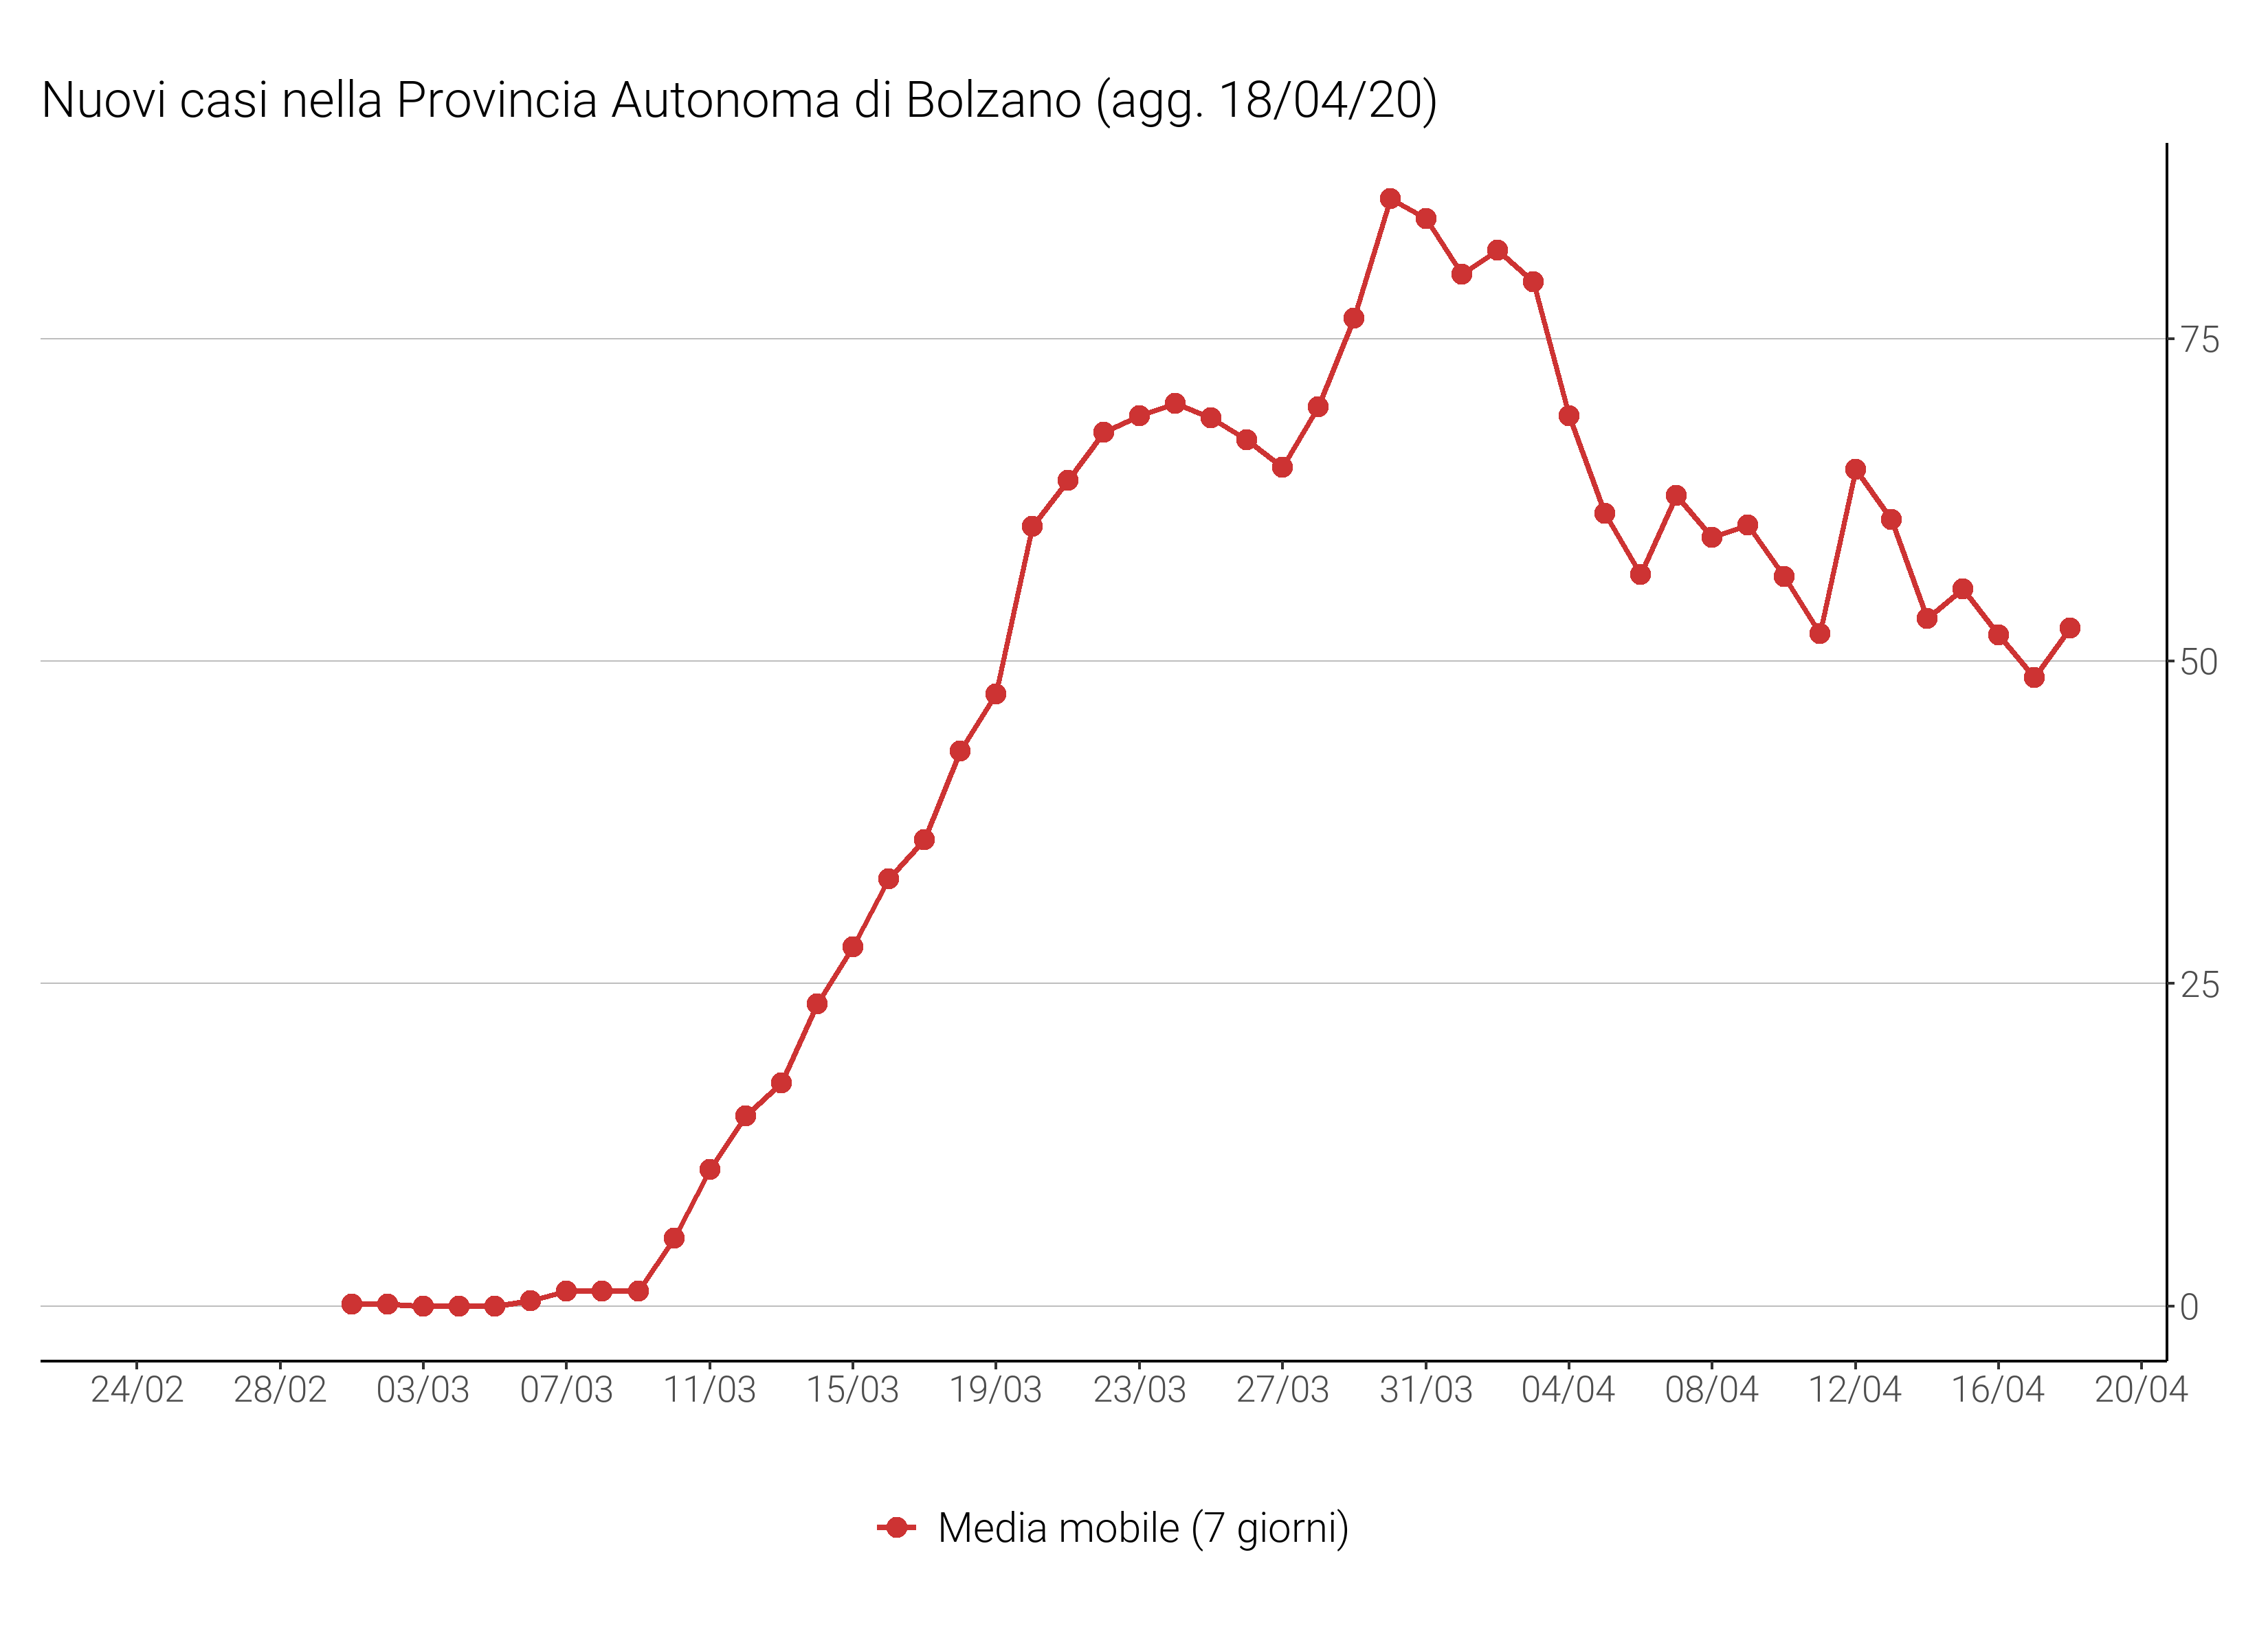 Nuovi casi nella Provincia Autonoma di Bolzano (agg. 18/04/20)
75
50
25
0
24/02 28/02 03/03 07/03 11/03 15/03 19/03 23/03 27/03 31/03 04/04 08/04 12/04 16/04 20/04
Media mobile (7 giorni)